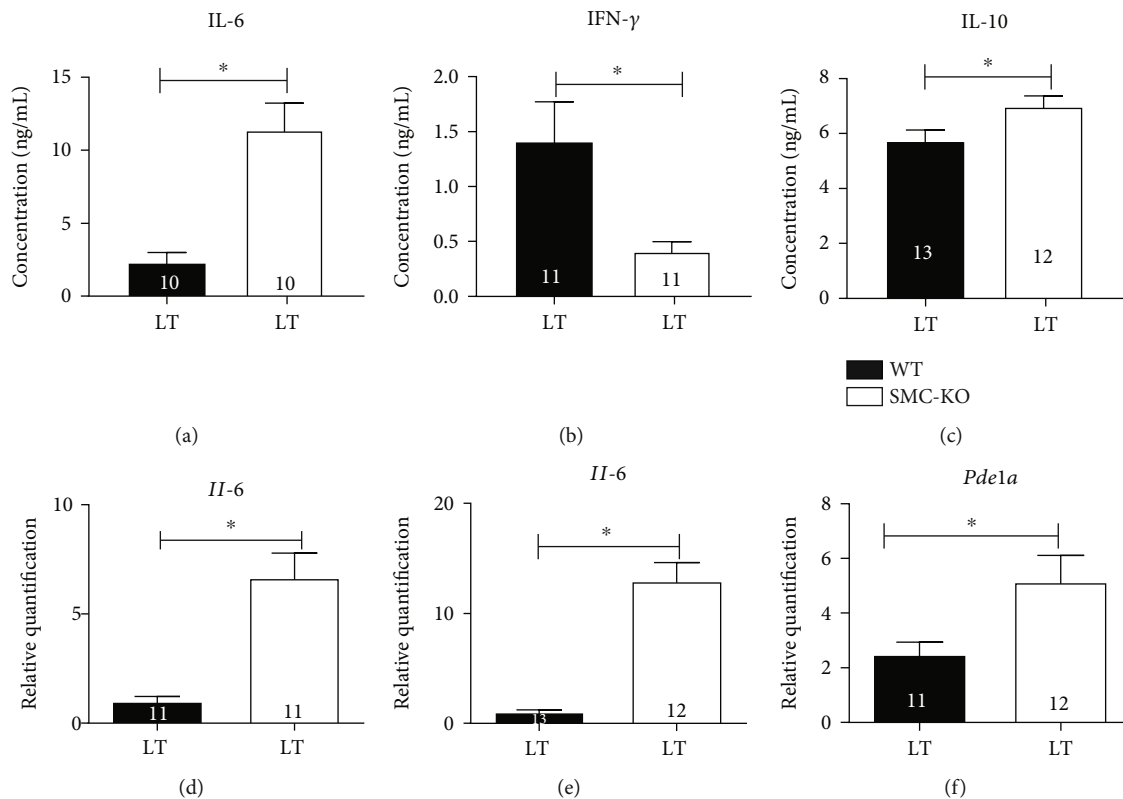 IL-6
Concentration (ng/mL)
15
10
5
0
*
10
10
LT
LT
(a)
IFN-γ
Concentration (ng/mL)
2.0
1.5
1.0
0.5
0.0
*
11
11
LT
LT
(b)
IL-10
Concentration (ng/mL)
8
6
4
2
0
*
13
12
LT
LT
WT
SMC-KO
(c)
II-6
Relative quantification
10
5
0
*
11
11
LT
LT
(d)
II-6
Relative quantification
20
10
0
*
13
12
LT
LT
(e)
Pde1a
Relative quantification
8
6
4
2
0
*
11
12
LT
LT
(f)